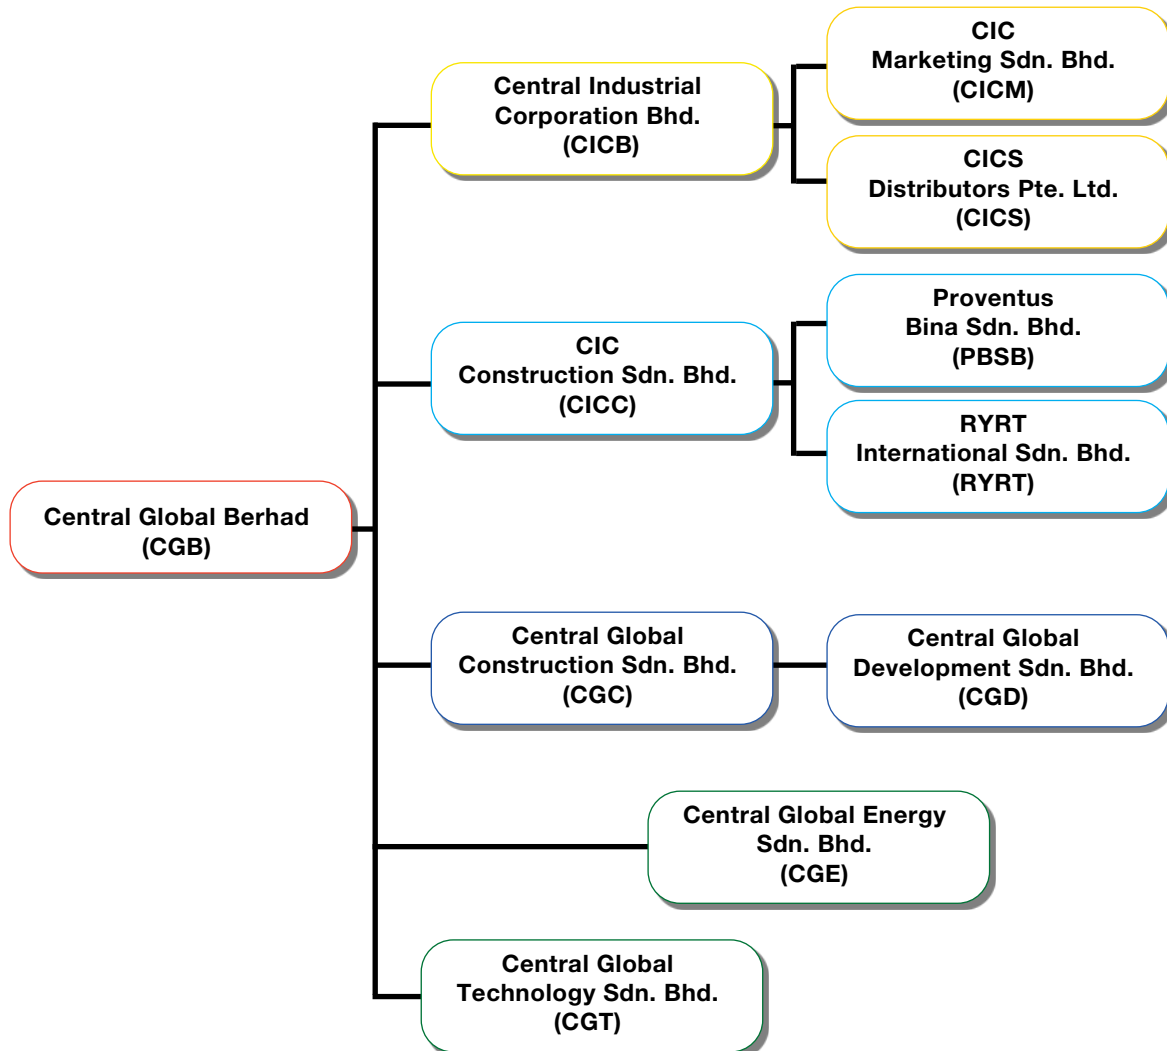 Central Global Berhad
(CGB)
Central Industrial
Corporation Bhd.
(CICB)
CIC
Marketing Sdn. Bhd.
(CICM)
CICS
Distributors Pte. Ltd.
(CICS)
CIC
Construction Sdn. Bhd.
(CICC)
Proventus
Bina Sdn. Bhd.
(PBSB)
RYRT
International Sdn. Bhd.
(RYRT)
Central Global
Construction Sdn. Bhd.
(CGC)
Central Global
Development Sdn. Bhd.
(CGD)
Central Global Energy
Sdn. Bhd.
(CGE)
Central Global
Technology Sdn. Bhd.
(CGT)